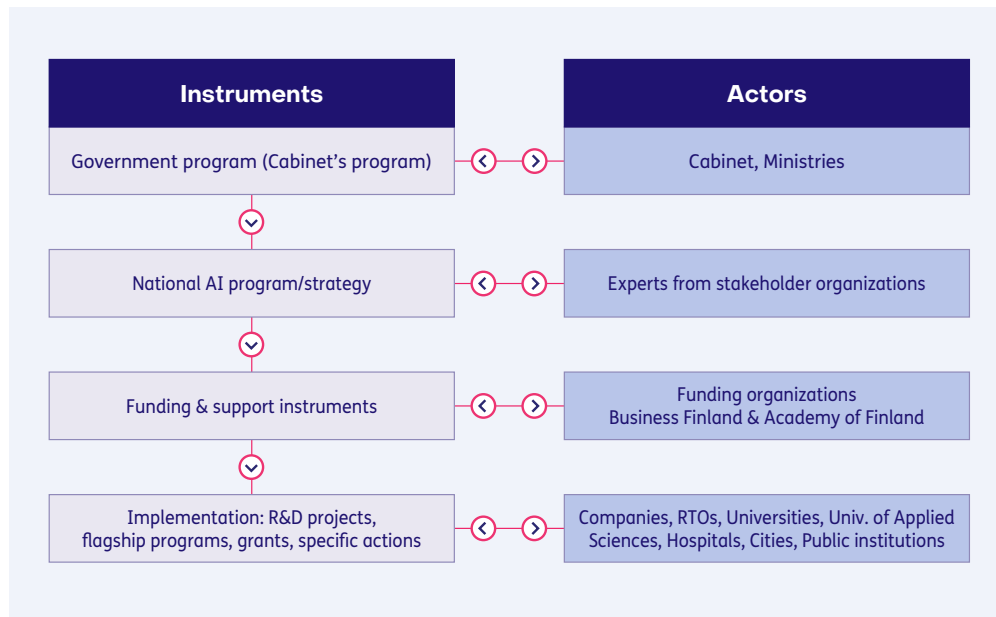 Instruments
Actors
Government program (Cabinet's program)
Cabinet, Ministries
National AI program/strategy
Experts from stakeholder organizations
Funding & support instruments
Funding organizations
Business Finland & Academy of Finland
Implementation: R&D projects,
flagship programs, grants, specific actions
Companies, RTOs, Universities, Univ. of Applied
Sciences, Hospitals, Cities, Public institutions